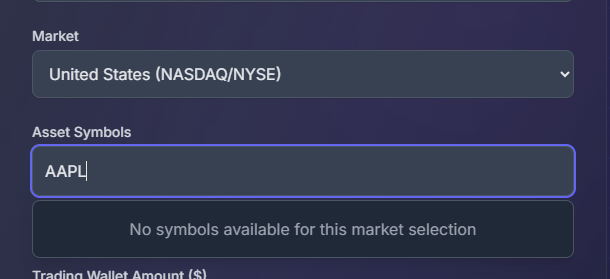 Market
United States (NASDAQ/NYSE)
Asset Symbols
AAPL
No symbols available for this market selection
Trading Wallet Amount ($)